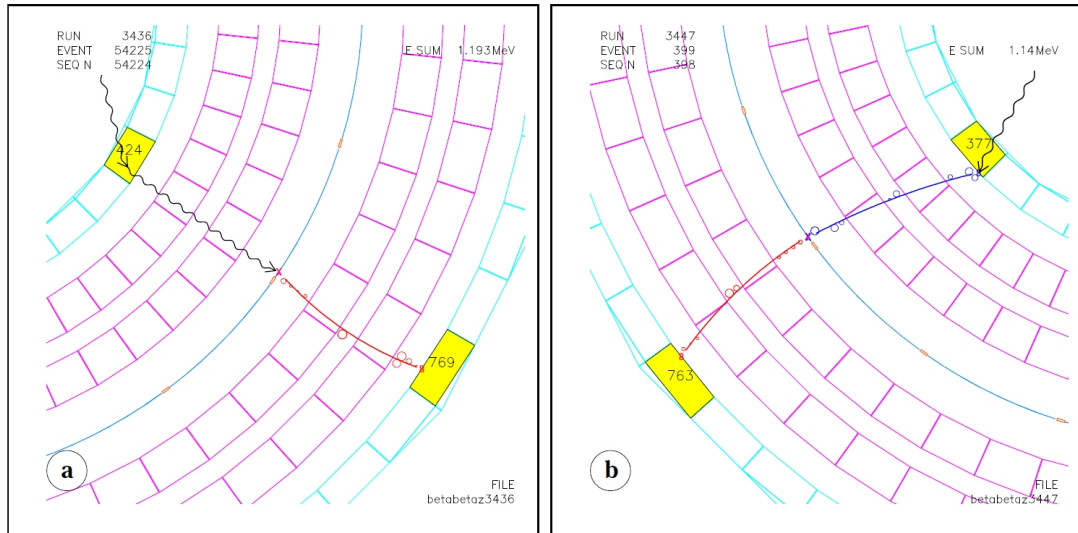 RUN 3436
EVENT 54225
SEQ N 54224
E SUM 1.193MeV
424
769
a
FILE
betabetaz3436
RUN 3447
EVENT 399
SEQ N 398
E SUM 1.14MeV
377
763
b
FILE
betabetaz3447